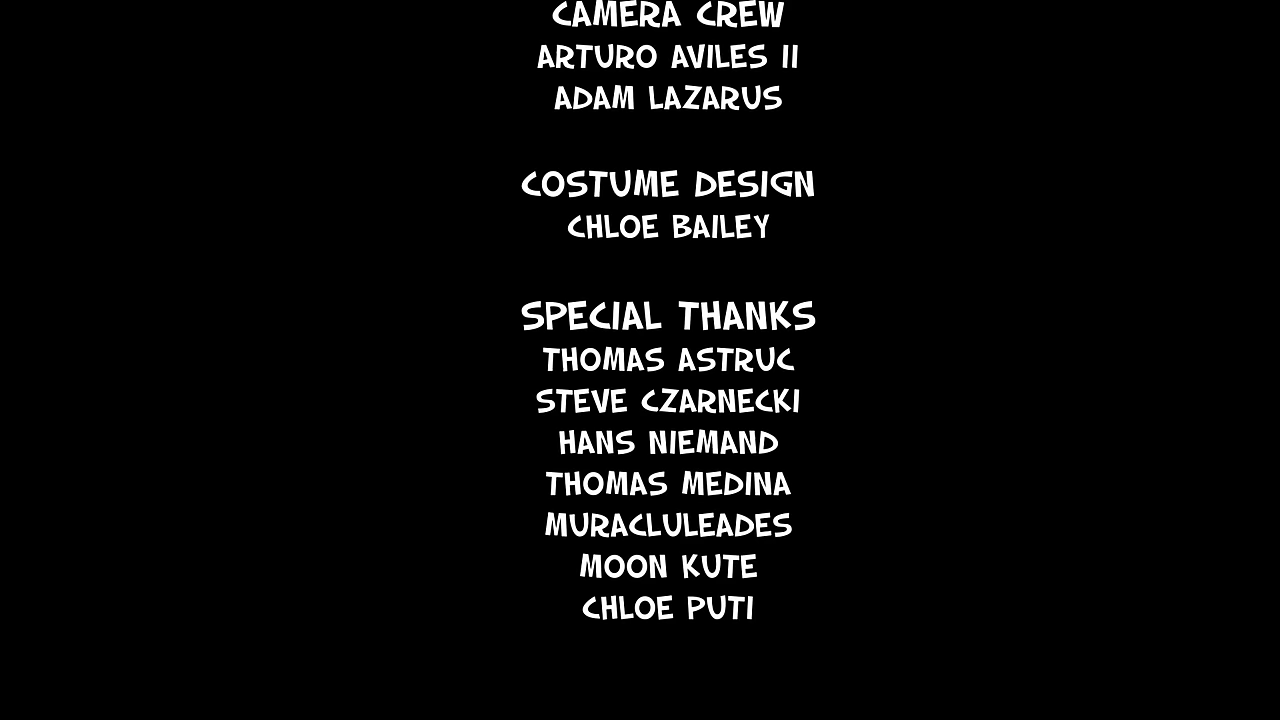 CAMERA CREW
ARTURO AVILES II
ADAM LAZARUS
COSTUME DESIGN
CHLOE BAILEY
SPECIAL THANKS
THOMAS ASTRUC
STEVE CZARNECKI
HANS NIEMAND
THOMAS MEDINA
MURACLULEADES
MOON KUTE
CHLOE PUTI